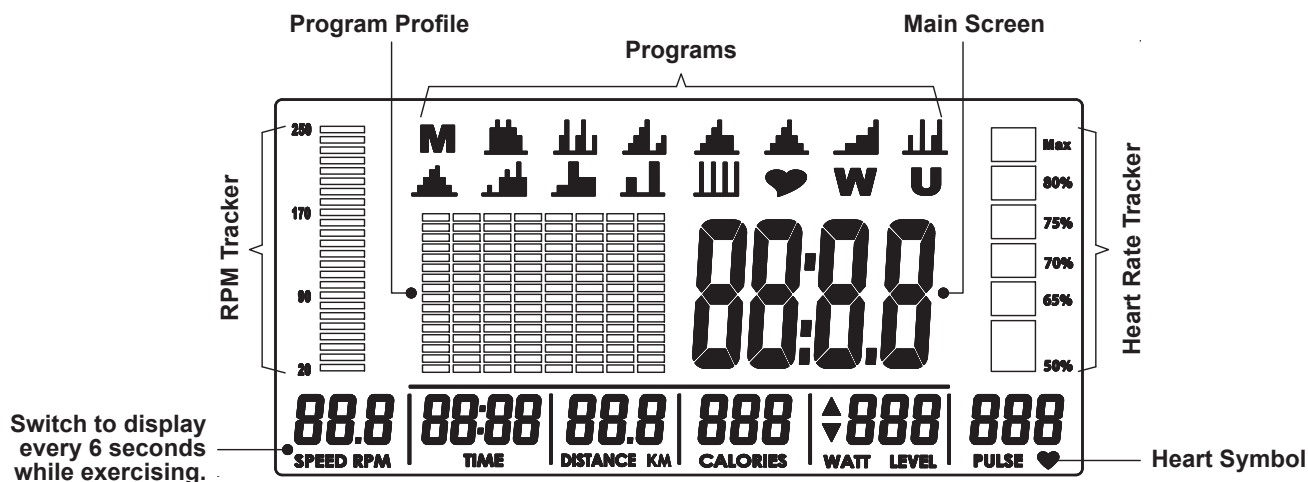 Program Profile
Main Screen
Programs
RPM Tracker
250
170
90
20
M
W
U
88:8.8
Max
80%
75%
70%
65%
50%
Heart Rate Tracker
Switch to display
every 6 seconds
while exercising.
88.8
SPEED RPM
88:88
TIME
88.8
DISTANCE KM
888
CALORIES
888
WATT LEVEL
888
PULSE
Heart Symbol